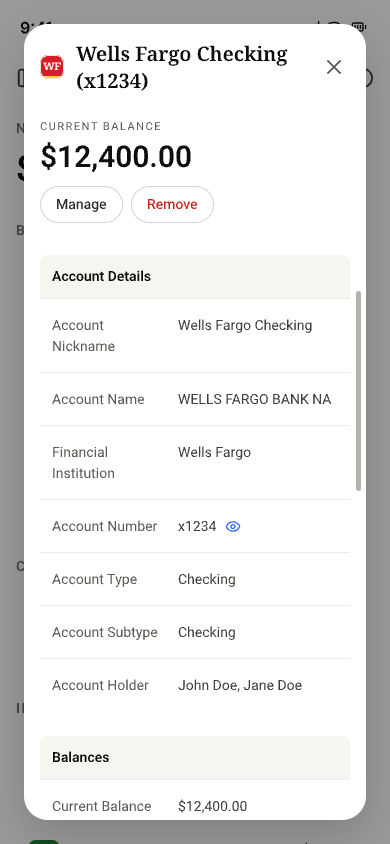 9:41
WF
Wells Fargo Checking
(x1234)
CURRENT BALANCE
$12,400.00
Manage
Remove
Account Details
Account
Nickname
Wells Fargo Checking
Account Name
WELLS FARGO BANK NA
Financial
Institution
Wells Fargo
Account Number
x1234
Account Type
Checking
Account Subtype
Checking
Account Holder
John Doe, Jane Doe
Balances
Current Balance
$12,400.00